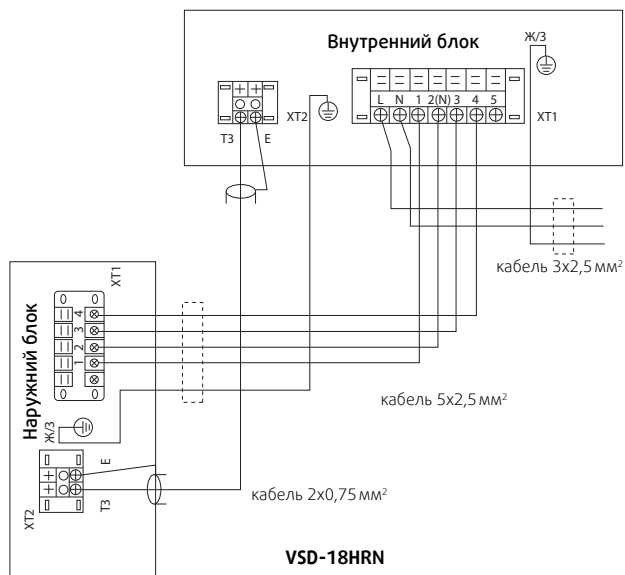 Внутренний блок
Ж/З
L N 1 2(N) 3 4 5
XT1
XT2
T3 E
кабель 3x2,5 мм²
XT1
Наружний блок
4
3
2
1
кабель 5x2,5 мм²
Ж/З
E
T3
XT2
кабель 2x0,75 мм²
VSD-18HRN